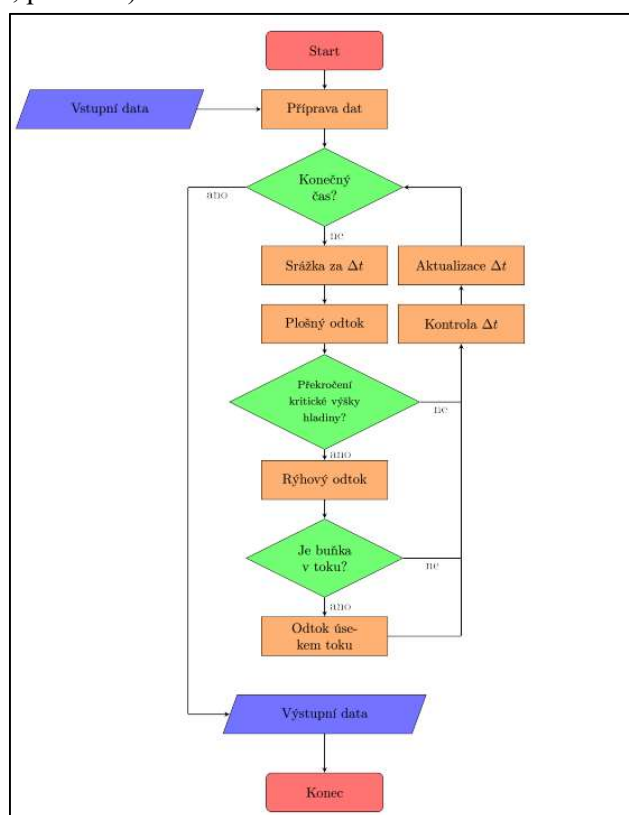 Start
Vstupní data
Příprava dat
Konečný
čas?
ano
ne
Srážka za Δt
Aktualizace Δt
Plošný odtok
Kontrola Δt
Překročení
kritické výšky
hladiny?
ne
ano
Rýhový odtok
Je buňka
v toku?
ne
ano
Odtok úse-
kem toku
Výstupní data
Konec